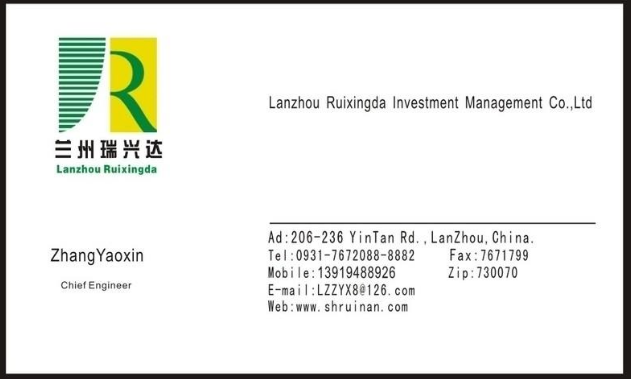 兰州瑞兴达
Lanzhou Ruixingda
Lanzhou Ruixingda Investment Management Co.,Ltd
ZhangYaoxin
Chief Engineer
Ad:206-236 YinTan Rd.,LanZhou,China.
Tel:0931-7672088-8882 Fax:7671799
Mobile:13919488926 Zip:730070
E-mail:LZZYX8@126.com
Web:www.shruinan.com